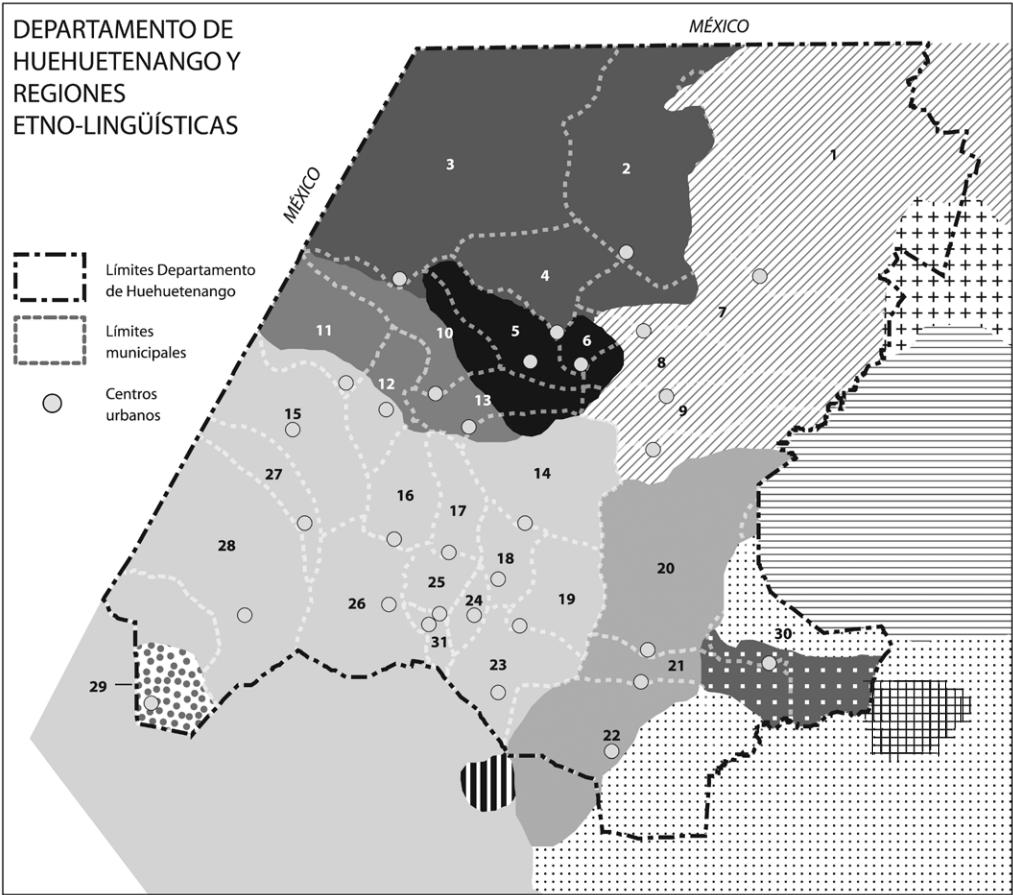 DEPARTAMENTO DE
HUEHUETENANGO Y
REGIONES
ETNO-LINGÜÍSTICAS
MÉXICO
MÉXICO
Límites Departamento
de Huehuetenango
Límites
municipales
Centros
urbanos
1
3
2
4
7
11
10
5
6
8
12
13
9
15
14
27
16
17
28
18
20
25
26
24
19
30
31
23
21
29
22